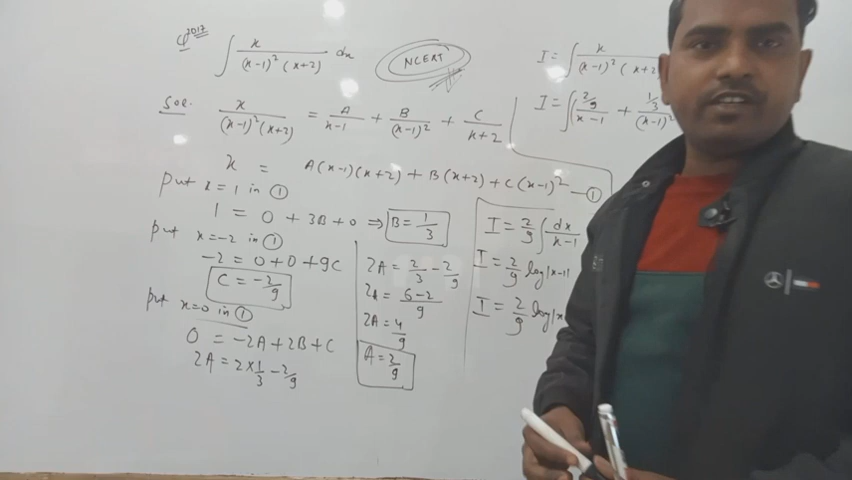 Q 2017 ∫ x/((x-1)² (x+2)) dx
NCERT
Sol. x/((x-1)²(x+2)) = A/(x-1) + B/(x-1)² + C/(x+2)
x = A(x-1)(x+2) + B(x+2) + C(x-1)² — ①
put x = 1 in ①
1 = 0 + 3B + 0 ⇒ B = 1/3
put x = -2 in ①
-2 = 0 + 0 + 9C
C = -2/9
put x=0 in ①
0 = -2A + 2B + C
2A = 2×1/3 - 2/9
2A = 2/3 - 2/9
2A = (6-2)/9
2A = 4/9
A = 2/9
I = ∫ x/((x-1)² (x+2)
I = ∫( (2/9)/(x-1) + (1/3)/(x-1)²
I = 2/9 ∫ dx/(x-1)
I = 2/9 log|x-1|
I = 2/9 log|x